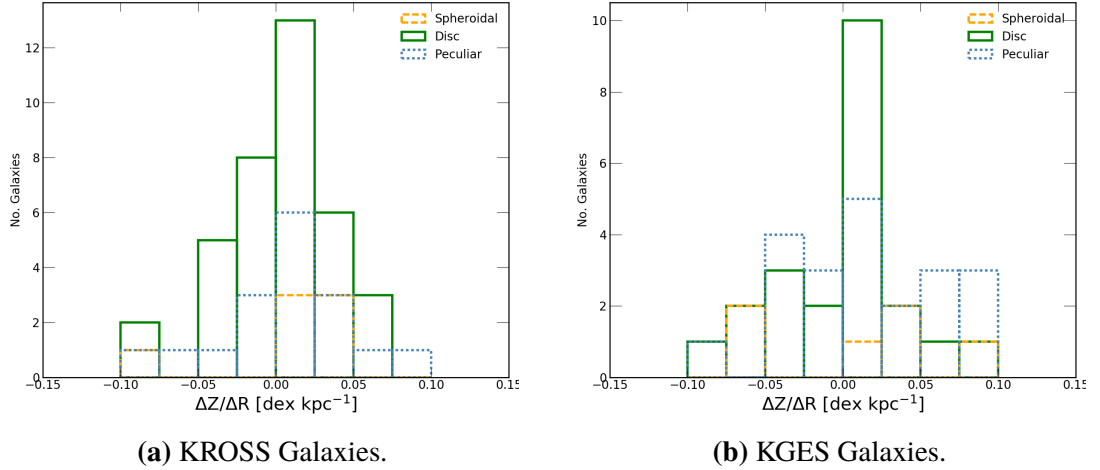 Spheroidal
Disc
Peculiar
No. Galaxies
12
10
8
6
4
2
0
−0.15 −0.10 −0.05 0.00 0.05 0.10 0.15
ΔZ/ΔR [dex kpc⁻¹]
(a) KROSS Galaxies.
Spheroidal
Disc
Peculiar
No. Galaxies
10
8
6
4
2
0
−0.15 −0.10 −0.05 0.00 0.05 0.10 0.15
ΔZ/ΔR [dex kpc⁻¹]
(b) KGES Galaxies.